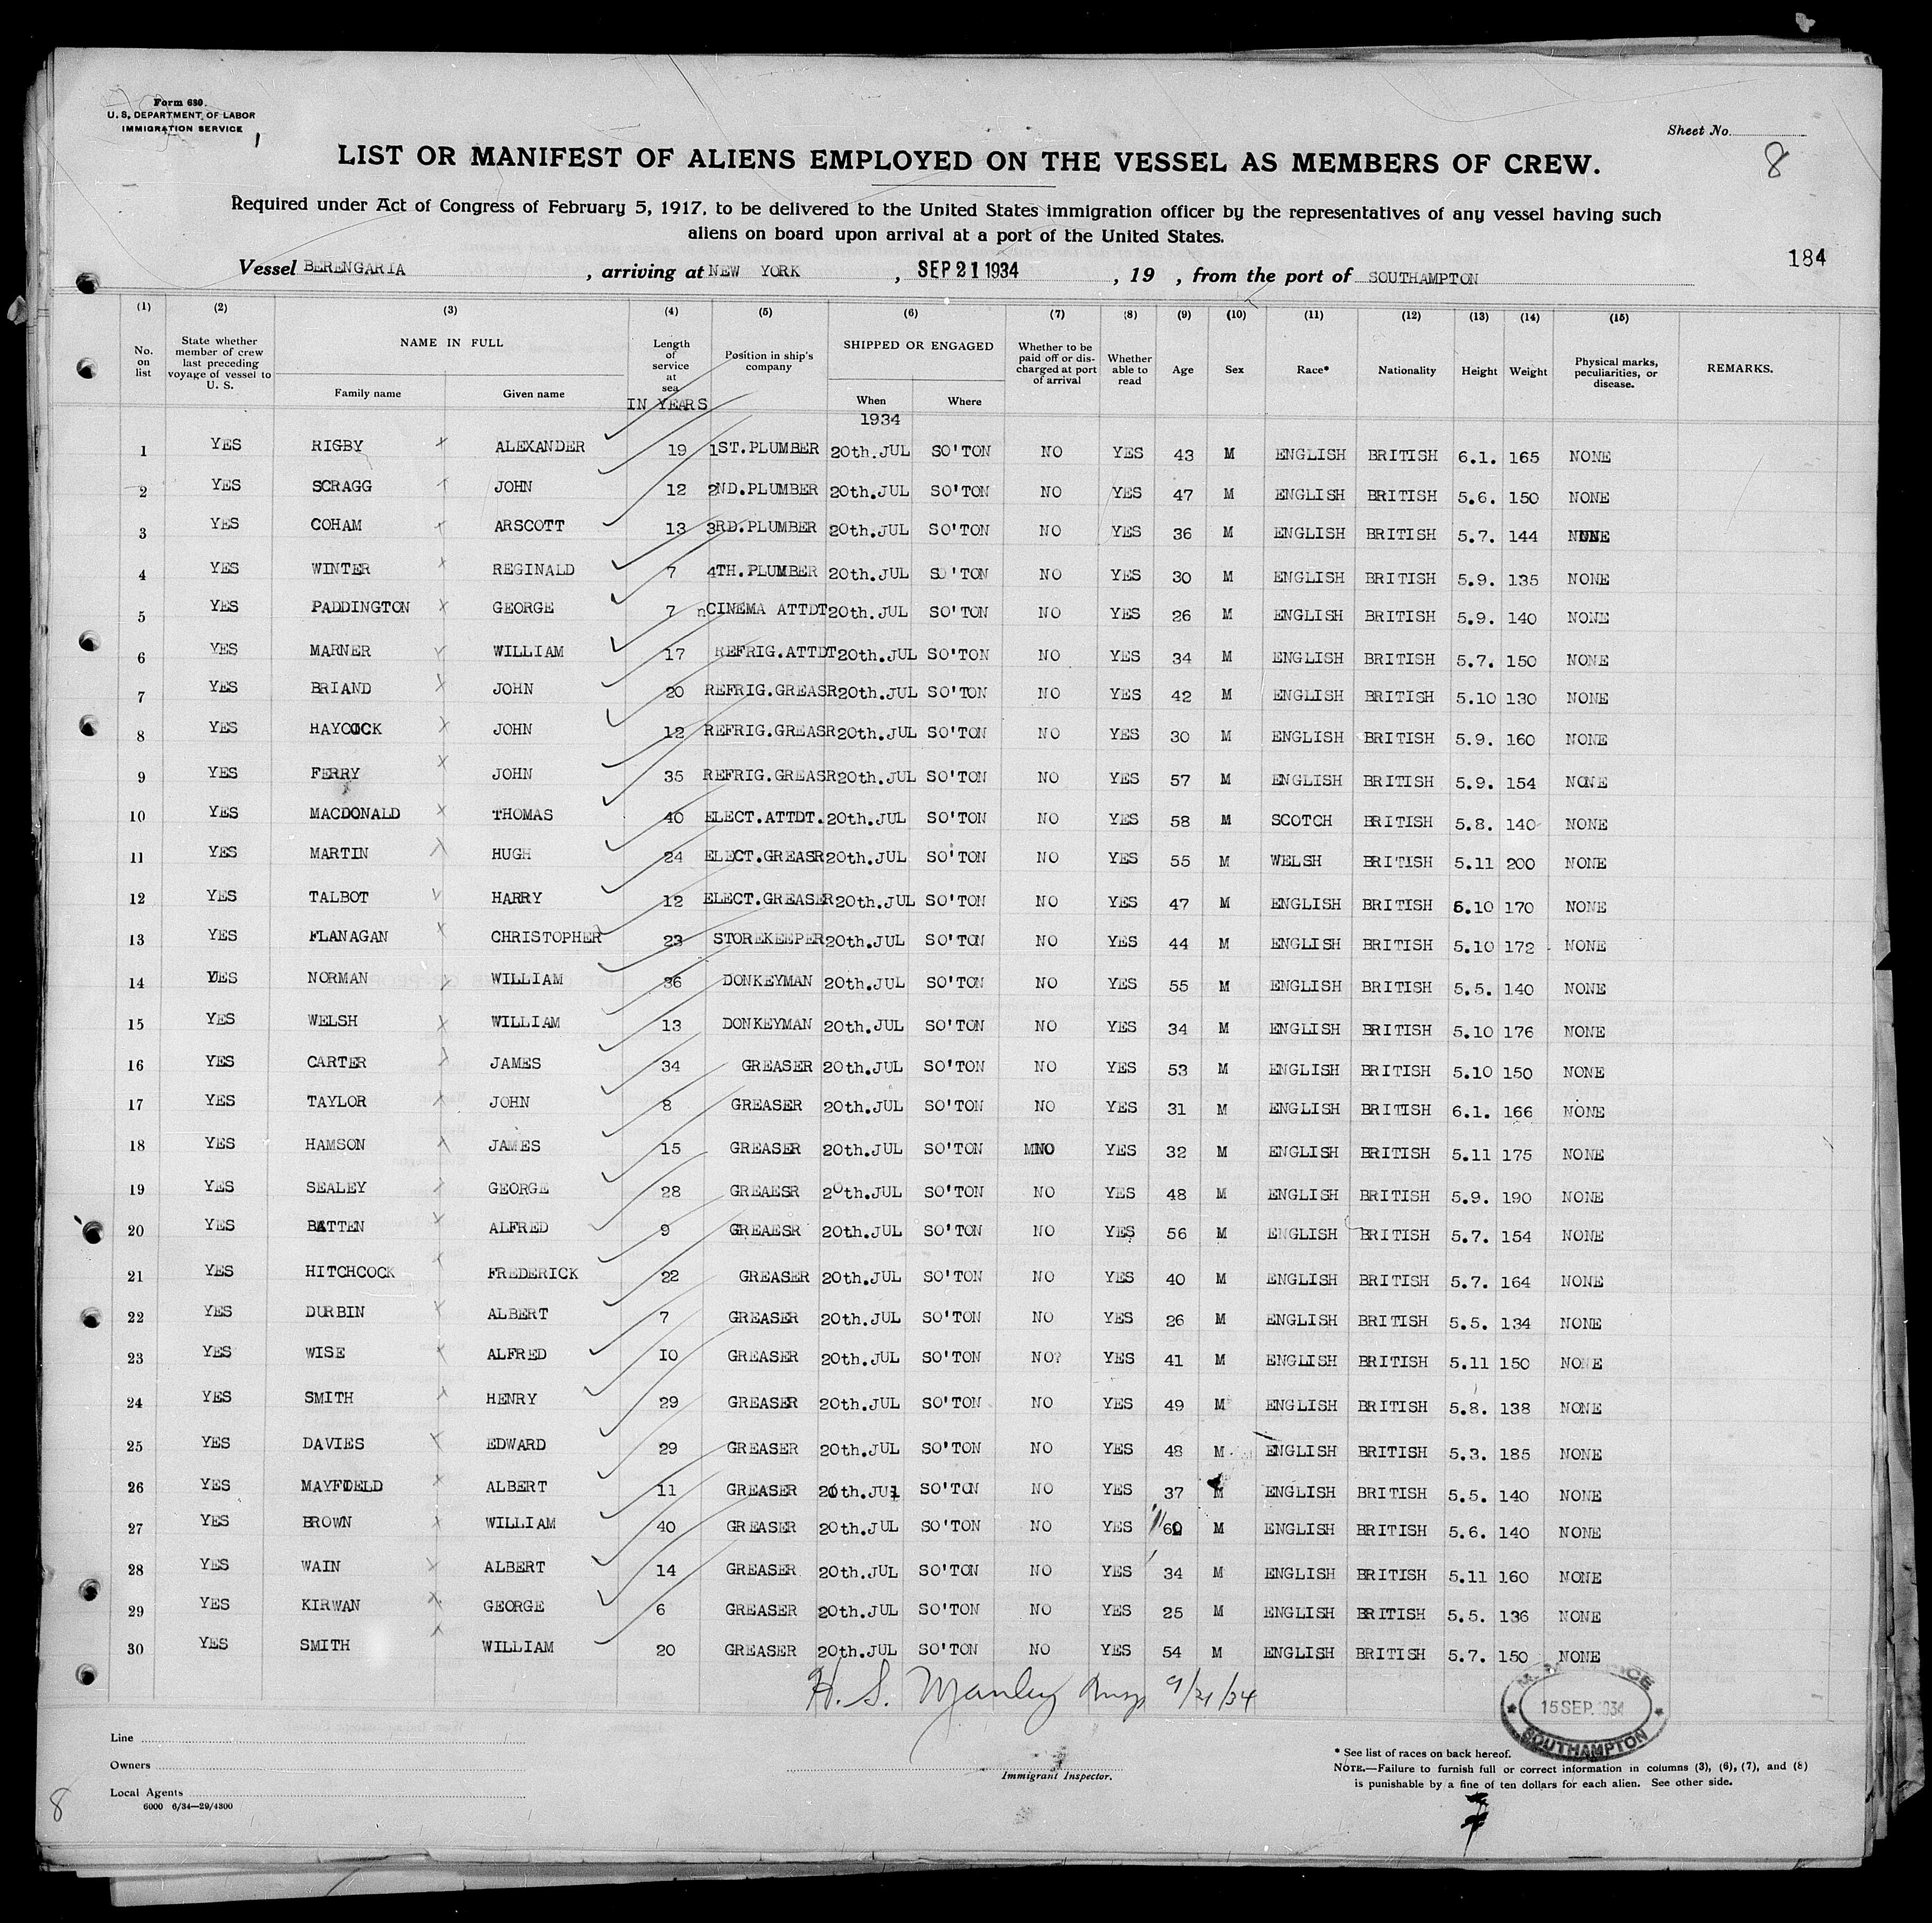 Form 680.
U. S. DEPARTMENT OF LABOR
IMMIGRATION SERVICE
Sheet No.
8
LIST OR MANIFEST OF ALIENS EMPLOYED ON THE VESSEL AS MEMBERS OF CREW.
Required under Act of Congress of February 5, 1917, to be delivered to the United States immigration officer by the representatives of any vessel having such
aliens on board upon arrival at a port of the United States.
184
Vessel BERENGARIA , arriving at NEW YORK , SEP 21 1934 , 19 , from the port of SOUTHAMPTON
(1) (2) (3) (4) (5) (6) (7) (8) (9) (10) (11) (12) (13) (14) (15)
No. on list | State whether member of crew last preceding voyage of vessel to U. S. | NAME IN FULL Family name Given name | Length of service at sea IN YEARS | Position in ship's company | SHIPPED OR ENGAGED When 1934 Where | Whether to be paid off or discharged at port of arrival | Whether able to read | Age | Sex | Race* | Nationality | Height | Weight | Physical marks, peculiarities, or disease. | REMARKS.
1 YES RIGBY ALEXANDER 19 1ST.PLUMBER 20th.JUL SO'TON NO YES 43 M ENGLISH BRITISH 6.1. 165 NONE
2 YES SCRAGG JOHN 12 2ND.PLUMBER 20th.JUL SO'TON NO YES 47 M ENGLISH BRITISH 5.6. 150 NONE
3 YES COHAM ARSCOTT 13 3RD.PLUMBER 20th.JUL SO'TON NO YES 36 M ENGLISH BRITISH 5.7. 144 NONE
4 YES WINTER REGINALD 7 4TH.PLUMBER 20th.JUL SO'TON NO YES 30 M ENGLISH BRITISH 5.9. 135 NONE
5 YES PADDINGTON GEORGE 7 nCINEMA ATTDT 20th.JUL SO'TON NO YES 26 M ENGLISH BRITISH 5.9. 140 NONE
6 YES MARNER WILLIAM 17 REFRIG.ATTDT 20th.JUL SO'TON NO YES 34 M ENGLISH BRITISH 5.7. 150 NONE
7 YES BRIAND JOHN 20 REFRIG.GREASR 20th.JUL SO'TON NO YES 42 M ENGLISH BRITISH 5.10 130 NONE
8 YES HAYCOCK JOHN 12 REFRIG.GREASR 20th.JUL SO'TON NO YES 30 M ENGLISH BRITISH 5.9. 160 NONE
9 YES FERRY JOHN 35 REFRIG.GREASR 20th.JUL SO'TON NO YES 57 M ENGLISH BRITISH 5.9. 154 NONE
10 YES MACDONALD THOMAS 40 ELECT.ATTDT. 20th.JUL SO'TON NO YES 58 M SCOTCH BRITISH 5.8. 140 NONE
11 YES MARTIN HUGH 24 ELECT.GREASR 20th.JUL SO'TON NO YES 55 M WELSH BRITISH 5.11 200 NONE
12 YES TALBOT HARRY 12 ELECT.GREASER 20th.JUL SO'TON NO YES 47 M ENGLISH BRITISH 5.10 170 NONE
13 YES FLANAGAN CHRISTOPHER 23 STOREKEEPER 20th.JUL SO'TON NO YES 44 M ENGLISH BRITISH 5.10 172 NONE
14 YES NORMAN WILLIAM 36 DONKEYMAN 20th.JUL SO'TON NO YES 55 M ENGLISH BRITISH 5.5. 140 NONE
15 YES WELSH WILLIAM 13 DONKEYMAN 20th.JUL SO'TON NO YES 34 M ENGLISH BRITISH 5.10 176 NONE
16 YES CARTER JAMES 34 GREASER 20th.JUL SO'TON NO YES 53 M ENGLISH BRITISH 5.10 150 NONE
17 YES TAYLOR JOHN 8 GREASER 20th.JUL SO'TON NO YES 31 M ENGLISH BRITISH 6.1. 166 NONE
18 YES HAMSON JAMES 15 GREASER 20th.JUL SO'TON NO YES 32 M ENGLISH BRITISH 5.11 175 NONE
19 YES SEALEY GEORGE 28 GREAESR 20th.JUL SO'TON NO YES 48 M ENGLISH BRITISH 5.9. 190 NONE
20 YES BATTEN ALFRED 9 GREAESR 20th.JUL SO'TON NO YES 56 M ENGLISH BRITISH 5.7. 154 NONE
21 YES HITCHCOCK FREDERICK 22 GREASER 20th.JUL SO'TON NO YES 40 M ENGLISH BRITISH 5.7. 164 NONE
22 YES DURBIN ALBERT 7 GREASER 20th.JUL SO'TON NO YES 26 M ENGLISH BRITISH 5.5. 134 NONE
23 YES WISE ALFRED IO GREASER 20th.JUL SO'TON NO? YES 41 M ENGLISH BRITISH 5.11 150 NONE
24 YES SMITH HENRY 29 GREASER 20th.JUL SO'TON NO YES 49 M ENGLISH BRITISH 5.8. 138 NONE
25 YES DAVIES EDWARD 29 GREASER 20th.JUL SO'TON NO YES 48 M ENGLISH BRITISH 5.3. 185 NONE
26 YES MAYFIELD ALBERT 11 GREASER 20th.JUl SO'TON NO YES 37 M ENGLISH BRITISH 5.5. 140 NONE
27 YES BROWN WILLIAM 40 GREASER 20th.JUL SO'TON NO YES 60 M ENGLISH BRITISH 5.6. 140 NONE
28 YES WAIN ALBERT 14 GREASER 20th.JUL SO'TON NO YES 34 M ENGLISH BRITISH 5.11 160 NONE
29 YES KIRWAN GEORGE 6 GREASER 20th.JUL SO'TON NO YES 25 M ENGLISH BRITISH 5.5. 136 NONE
30 YES SMITH WILLIAM 20 GREASER 20th.JUL SO'TON NO YES 54 M ENGLISH BRITISH 5.7. 150 NONE
H. S. Manley 9/21/34
15 SEP. 1934
SOUTHAMPTON
Line
Owners
Local Agents
6000 6/34—29/4300
Immigrant Inspector.
* See list of races on back hereof.
NOTE.—Failure to furnish full or correct information in columns (3), (6), (7), and (8)
is punishable by a fine of ten dollars for each alien. See other side.
8